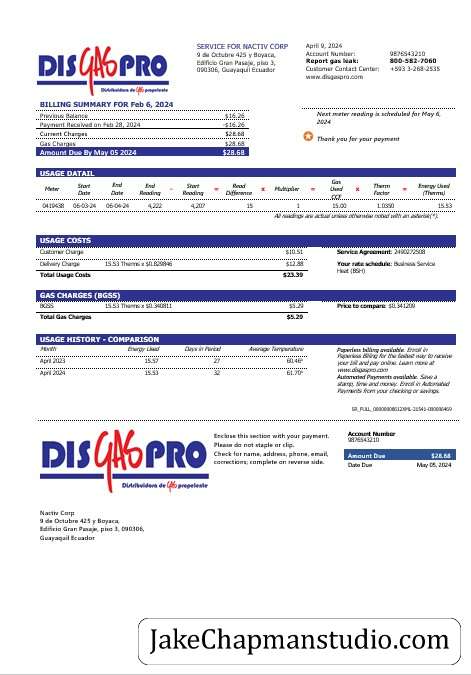 DISGASPRO
Distribuidora de Gas propelente
SERVICE FOR NACTIV CORP
9 de Octubre 425 y Boyaca,
Edificio Gran Pasaje, piso 3,
090306, Guayaquil Ecuador
April 9, 2024
Account Number: 9876543210
Report gas leak: 800-582-7060
Customer Contact Center: +593 3-268-2535
www.disgaspro.com
BILLING SUMMARY FOR Feb 6, 2024
Previous Balance $16.26
Payment Received on Feb 28, 2024 -$16.26
Current Charges $28.68
Gas Charges $28.68
Amount Due By May 05 2024 $28.68
Next meter reading is scheduled for May 6,
2024
Thank you for your payment
USAGE DATAIL
Meter Start Date End Date End Reading - Start Reading = Read Difference x Multiplier = Gas Used CCF x Therm Factor = Energy Used (Therms)
0419438 06-03-24 06-04-24 4,222 4,207 15 1 15.00 1.0350 15.53
All readings are actual unless otherwise noted with an asterisk(*).
USAGE COSTS
Customer Charge $10.51
Delivery Charge 15.53 Therms x $0.829846 $12.88
Total Usage Costs $23.39
Service Agreement: 2490272508
Your rate schedule: Business Service
Heat (BSH)
GAS CHARGES (BGSS)
BGSS 15.53 Therms x $0.340811 $5.29
Total Gas Charges $5.29
Price to compare: $0.341209
USAGE HISTORY - COMPARISON
Month Energy Used Days in Period Average Temperature
April 2023 15.57 27 60.46°
April 2024 15.53 32 61.70°
Paperless billing available. Enroll in
Paperless Billing for the fastest way to receive
your bill and pay online. Learn more at
www.disgaspro.com
Automated Payments available. Save a
stamp, time and money. Enroll in Automated
Payments from your checking or savings.
DISGASPRO
Distribuidora de Gas propelente
Enclose this section with your payment.
Please do not staple or clip.
Check for name, address, phone, email,
corrections; complete on reverse side.
Account Number
9876543210
Amount Due $28.68
Date Due May 05, 2024
Nactiv Corp
9 de Octubre 425 y Boyaca,
Edificio Gran Pasaje, piso 3, 090306,
Guayaquil Ecuador
JakeChapmanstudio.com